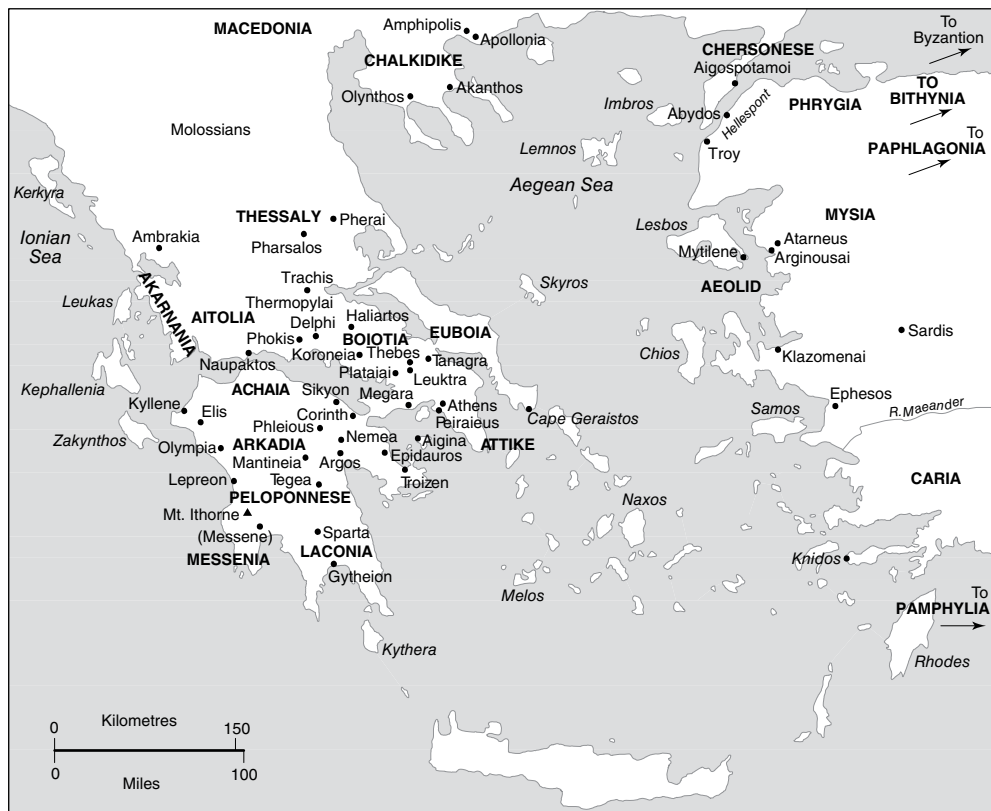 MACEDONIA
Amphipolis
Apollonia
To
Byzantion
CHALKIDIKE
CHERSONESE
Aigospotamoi
TO
BITHYNIA
Olynthos
Akanthos
Imbros
Abydos
Hellespont
PHRYGIA
Molossians
Lemnos
Troy
To
PAPHLAGONIA
Aegean Sea
Kerkyra
THESSALY
Pherai
Lesbos
MYSIA
Ionian
Sea
Ambrakia
Pharsalos
Mytilene
Atarneus
Arginousai
Trachis
Skyros
AEOLID
Leukas
AKARNANIA
Thermopylai
AITOLIA
Delphi
Haliartos
EUBOIA
Sardis
Phokis
BOIOTIA
Koroneia
Thebes
Tanagra
Chios
Klazomenai
Naupaktos
Plataiai
Leuktra
Kephallenia
ACHAIA
Sikyon
Megara
Ephesos
Kyllene
Elis
Corinth
Athens
Peiraieus
Cape Geraistos
Samos
R. Maeander
Zakynthos
Phleious
Olympia
ARKADIA
Nemea
Aigina
ATTIKE
Mantineia
Argos
Epidauros
Lepreon
Tegea
Troizen
CARIA
PELOPONNESE
Naxos
Mt. Ithorne
(Messene)
Sparta
MESSENIA
LACONIA
Knidos
Gytheion
Melos
To
PAMPHYLIA
Kythera
Rhodes
Kilometres
0
150
0
100
Miles